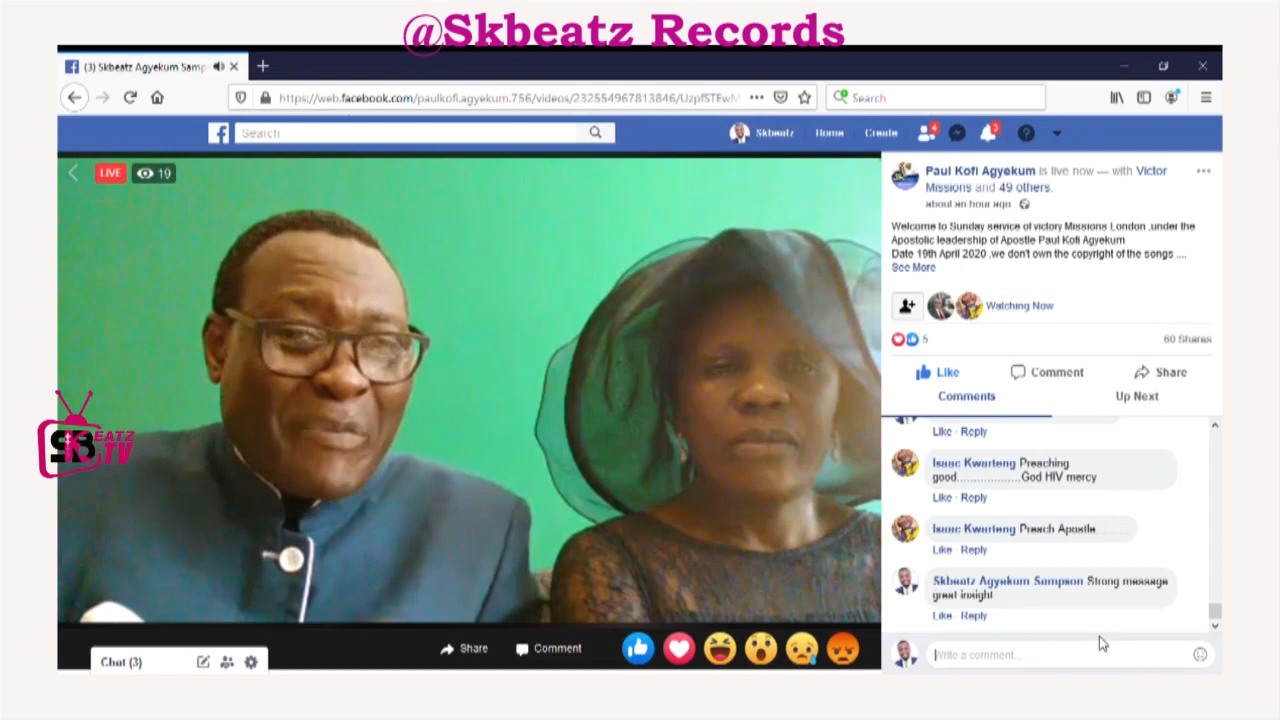 @Skbeatz Records
(3) Skbeatz Agyekum Samp
https://web.facebook.com/paulkofi.agyekum.756/videos/232554967813846/UzpfSTEwM
Search
Search
Skbeatz Home Create 4 3
LIVE 19
Paul Kofi Agyekum is live now — with Victor
Missions and 49 others.
about an hour ago
Welcome to Sunday service of victory Missions London ,under the
Apostolic leadership of Apostle Paul Kofi Agyekum
Date 19th April 2020 .we don't own the copyright of the songs ....
See More
Watching Now
5 60 Shares
Like Comment Share
Comments Up Next
Like · Reply
Isaac Kwarteng Preaching
good...................God HIV mercy
Like · Reply
Isaac Kwarteng Preach Apostle........
Like · Reply
Skbeatz Agyekum Sampson Strong message
great insight
Like · Reply
Write a comment...
SKBEATZ
TV
Share Comment
Chat (3)